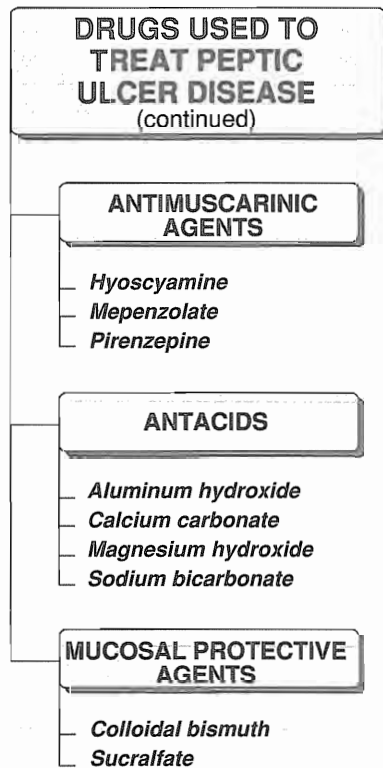 DRUGS USED TO
TREAT PEPTIC
ULCER DISEASE
(continued)
ANTIMUSCARINIC
AGENTS
Hyoscyamine
Mepenzolate
Pirenzepine
ANTACIDS
Aluminum hydroxide
Calcium carbonate
Magnesium hydroxide
Sodium bicarbonate
MUCOSAL PROTECTIVE
AGENTS
Colloidal bismuth
Sucralfate